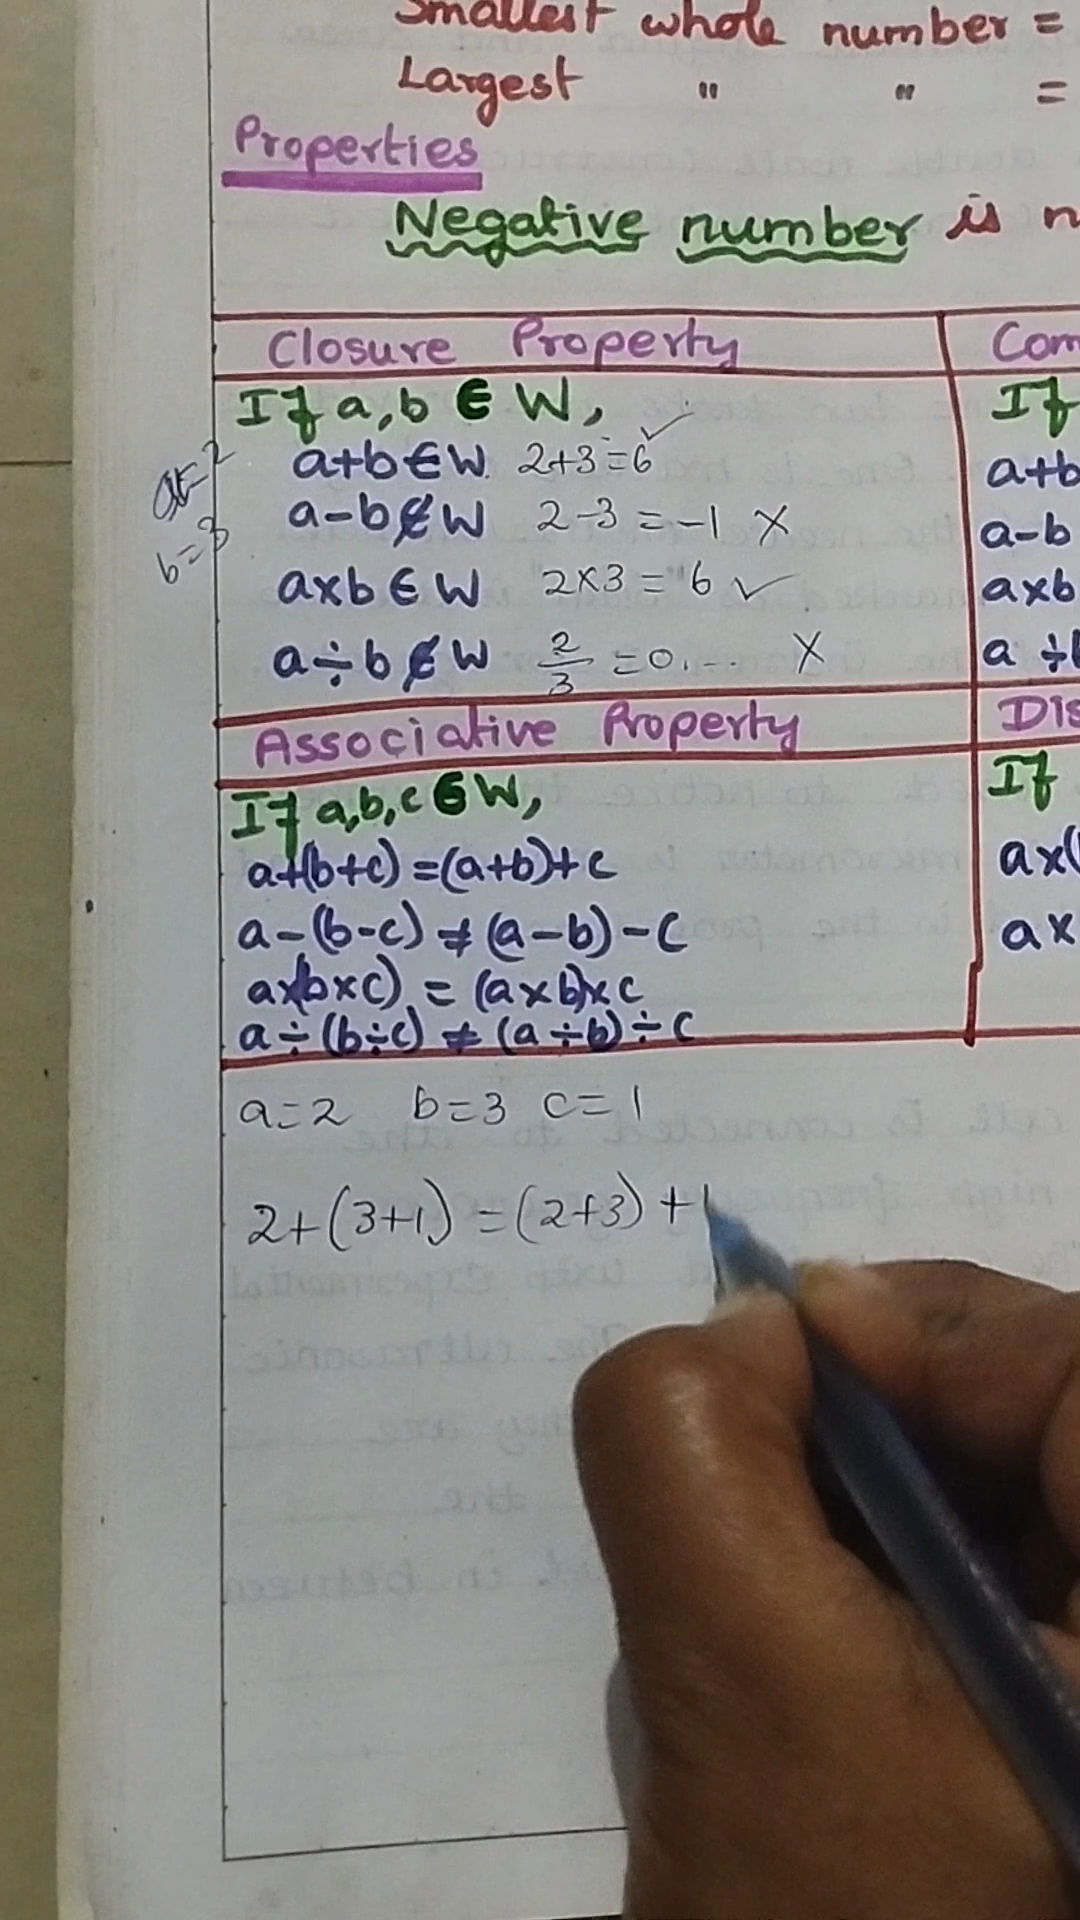 Smallest whole number =
Largest " " =
Properties
Negative number is n
Closure Property
If a, b ∈ W,
a+b ∈ W 2+3=6 ✓
a-b ∉ W 2-3 = -1 X
a×b ∈ W 2×3 = 6 ✓
a÷b ∉ W 2/3 = 0.... X
a=2
b=3
Com
If
a+b
a-b
a×b
a ÷b
Associative Property
If a,b,c ∈ W,
a+(b+c) = (a+b)+c
a-(b-c) ≠ (a-b)-c
a×(b×c) = (a×b)×c
a÷(b÷c) ≠ (a÷b)÷c
Dis
If
a×(
a×
a=2 b=3 c=1
2+(3+1) = (2+3) +1